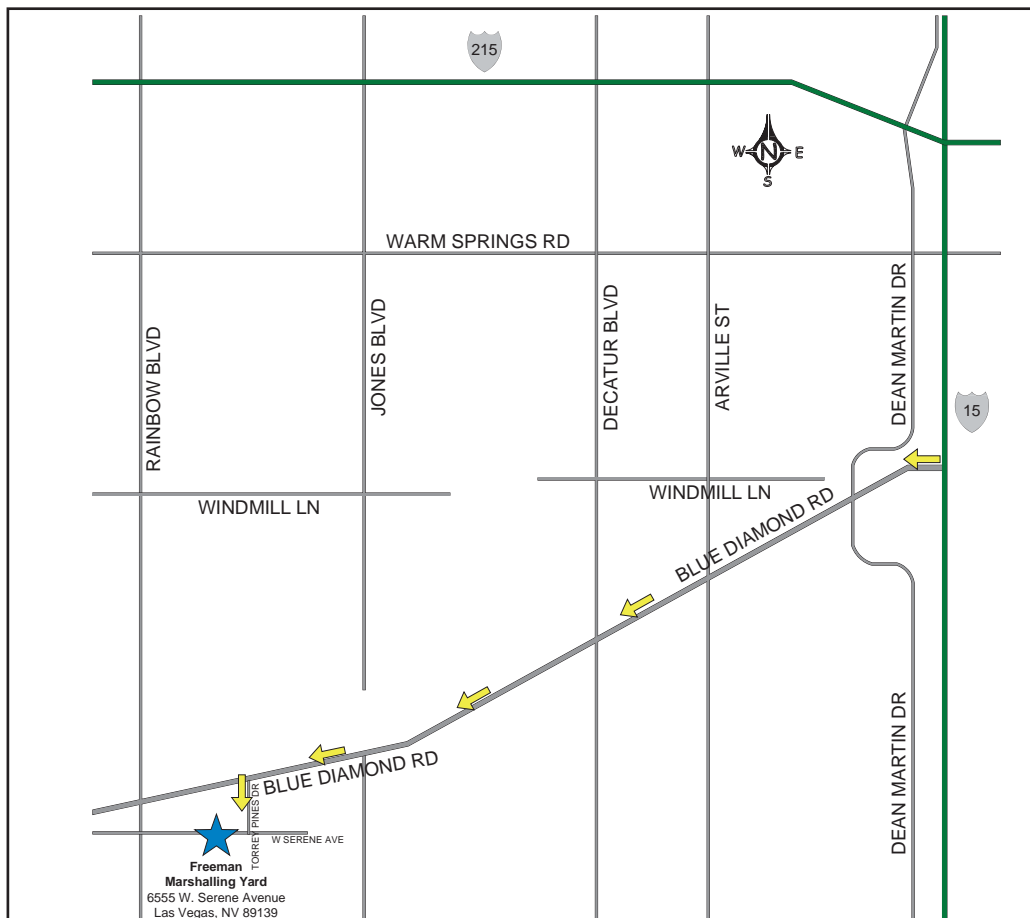 215
W N E
S
WARM SPRINGS RD
RAINBOW BLVD
JONES BLVD
DECATUR BLVD
ARVILLE ST
DEAN MARTIN DR
15
WINDMILL LN
WINDMILL LN
BLUE DIAMOND RD
BLUE DIAMOND RD
DEAN MARTIN DR
TORREY PINES DR
W SERENE AVE
Freeman
Marshalling Yard
6555 W. Serene Avenue
Las Vegas, NV 89139